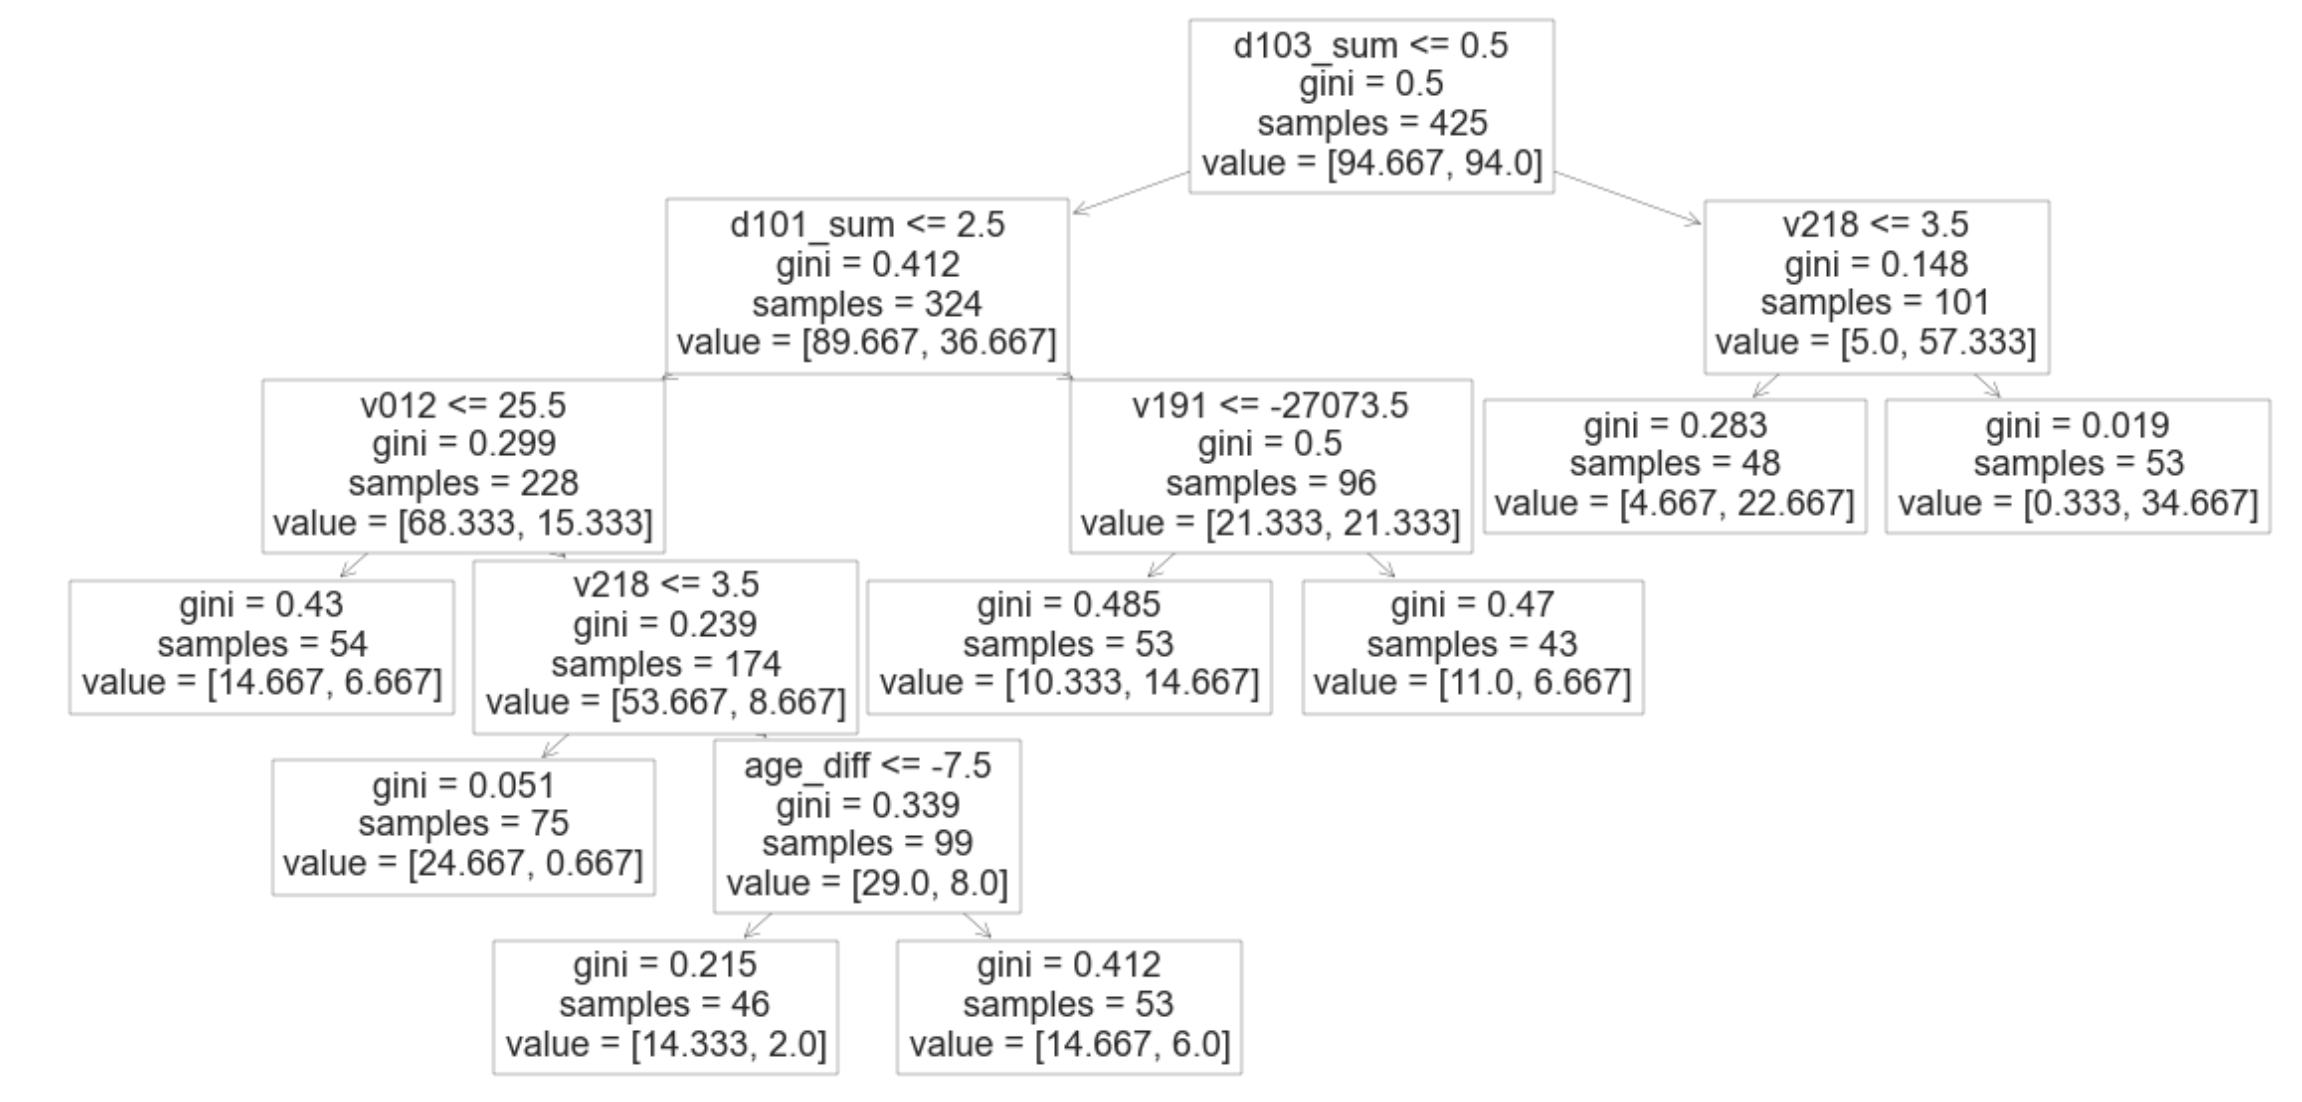 d103_sum <= 0.5
gini = 0.5
samples = 425
value = [94.667, 94.0]
d101_sum <= 2.5
gini = 0.412
samples = 324
value = [89.667, 36.667]
v218 <= 3.5
gini = 0.148
samples = 101
value = [5.0, 57.333]
v012 <= 25.5
gini = 0.299
samples = 228
value = [68.333, 15.333]
v191 <= -27073.5
gini = 0.5
samples = 96
value = [21.333, 21.333]
gini = 0.283
samples = 48
value = [4.667, 22.667]
gini = 0.019
samples = 53
value = [0.333, 34.667]
gini = 0.43
samples = 54
value = [14.667, 6.667]
v218 <= 3.5
gini = 0.239
samples = 174
value = [53.667, 8.667]
gini = 0.485
samples = 53
value = [10.333, 14.667]
gini = 0.47
samples = 43
value = [11.0, 6.667]
gini = 0.051
samples = 75
value = [24.667, 0.667]
age_diff <= -7.5
gini = 0.339
samples = 99
value = [29.0, 8.0]
gini = 0.215
samples = 46
value = [14.333, 2.0]
gini = 0.412
samples = 53
value = [14.667, 6.0]